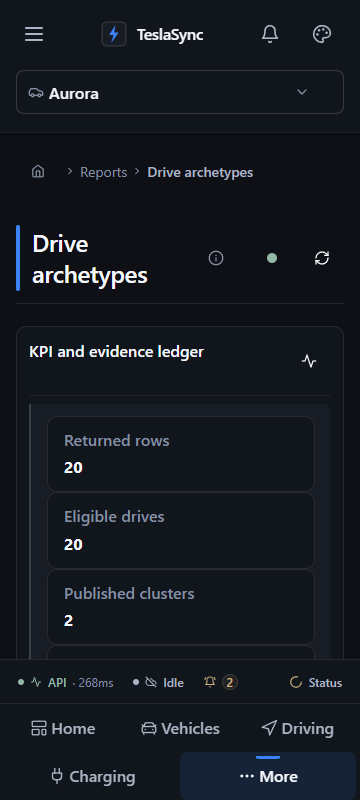 TeslaSync
Aurora
Reports > Drive archetypes
Drive
archetypes
KPI and evidence ledger
Returned rows
20
Eligible drives
20
Published clusters
2
API · 268ms Idle 2 Status
Home Vehicles Driving
Charging More